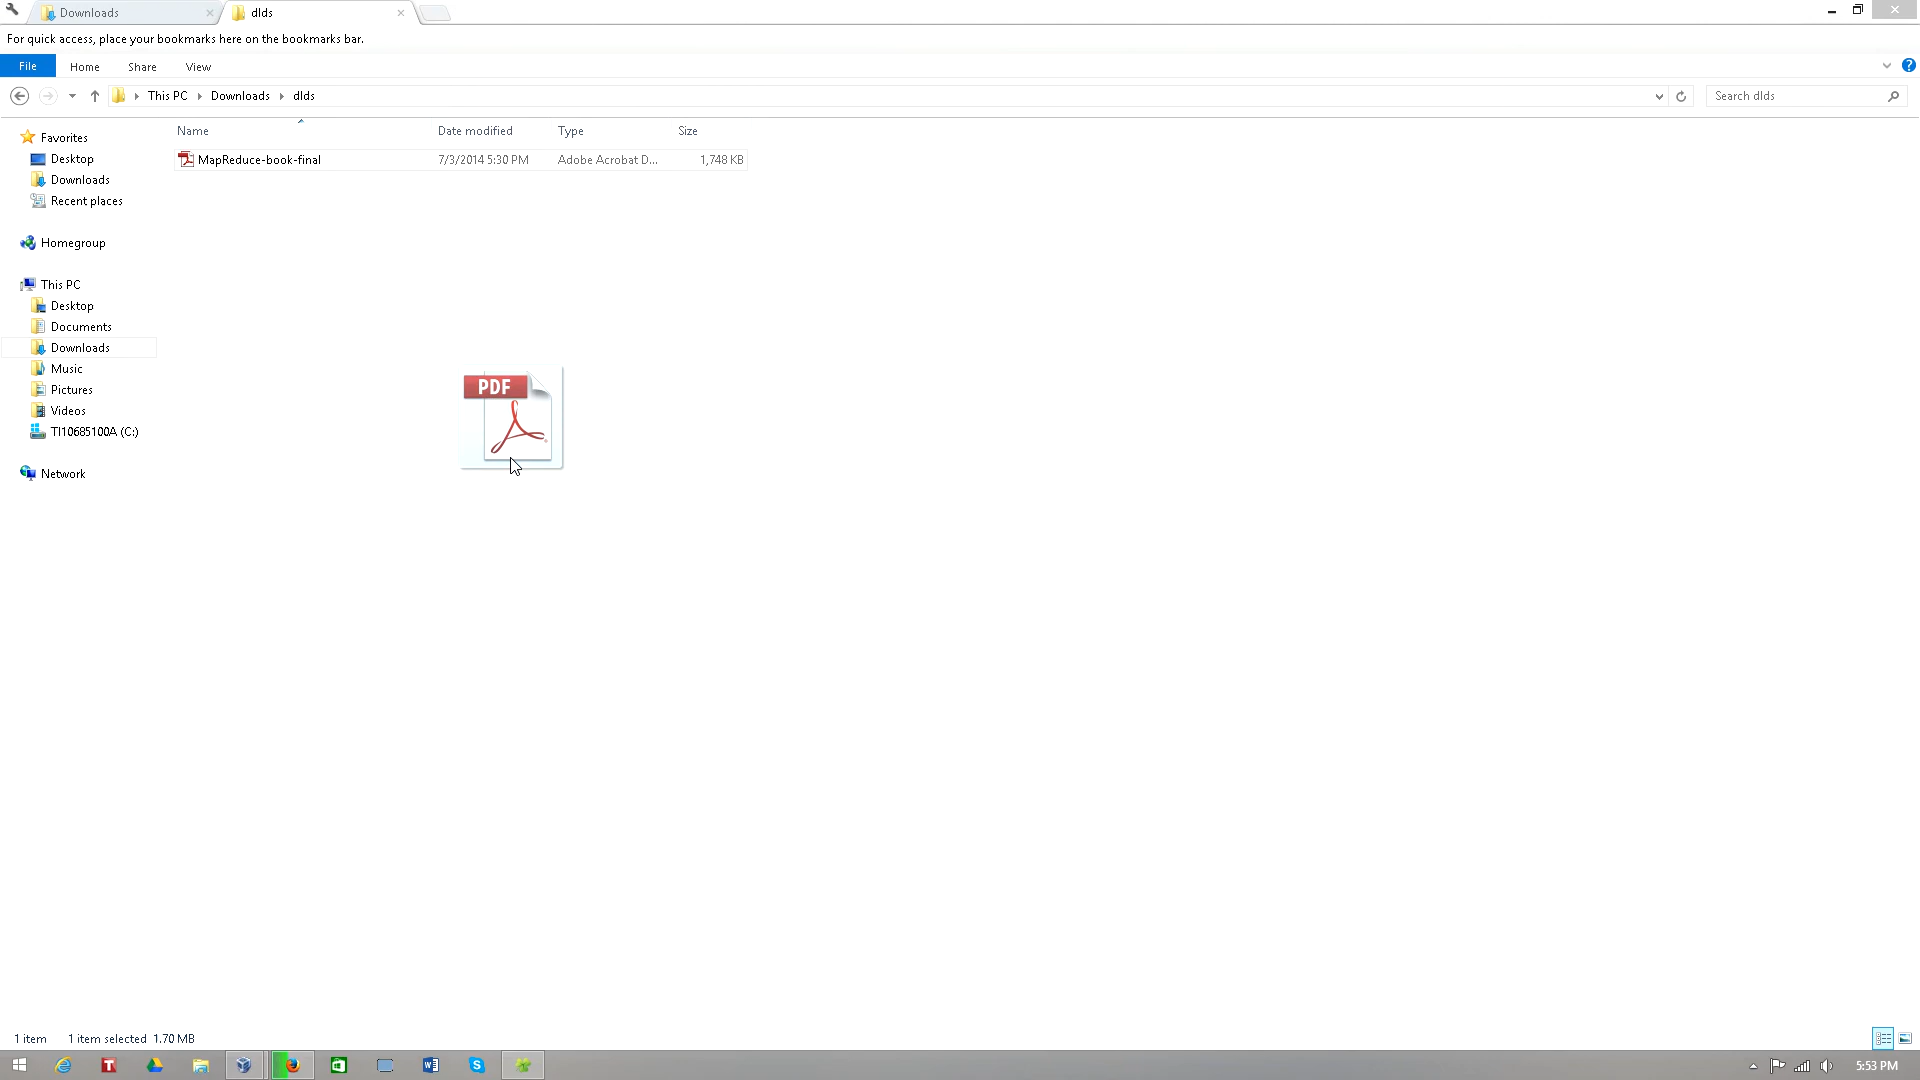 Downloads
dlds
For quick access, place your bookmarks here on the bookmarks bar.
File Home Share View
This PC Downloads dlds Search dlds
Name Date modified Type Size
MapReduce-book-final 7/3/2014 5:30 PM Adobe Acrobat D... 1,748 KB
Favorites
Desktop
Downloads
Recent places
Homegroup
This PC
Desktop
Documents
Downloads
Music
Pictures
Videos
TI10685100A (C:)
Network
PDF
1 item 1 item selected 1.70 MB
5:53 PM